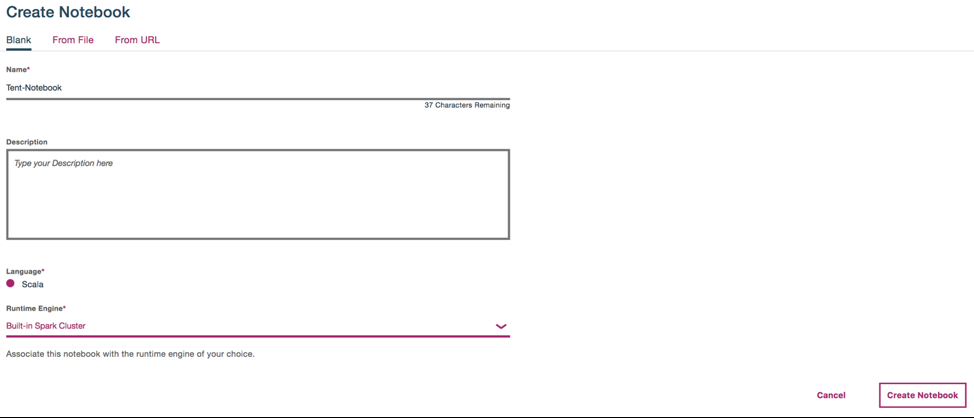 Create Notebook
Blank From File From URL
Name*
Tent-Notebook
37 Characters Remaining
Description
Type your Description here
Language*
Scala
Runtime Engine*
Built-in Spark Cluster
Associate this notebook with the runtime engine of your choice.
Cancel Create Notebook